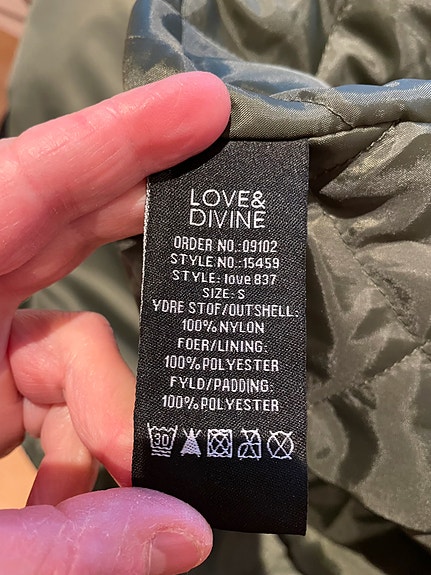 LOVE&
DIVINE
ORDER NO.:09102
STYLE NO.:15459
STYLE: love 837
SIZE: S
YDRE STOF/OUTSHELL:
100% NYLON
FOER/LINING:
100% POLYESTER
FYLD/PADDING:
100% POLYESTER
30